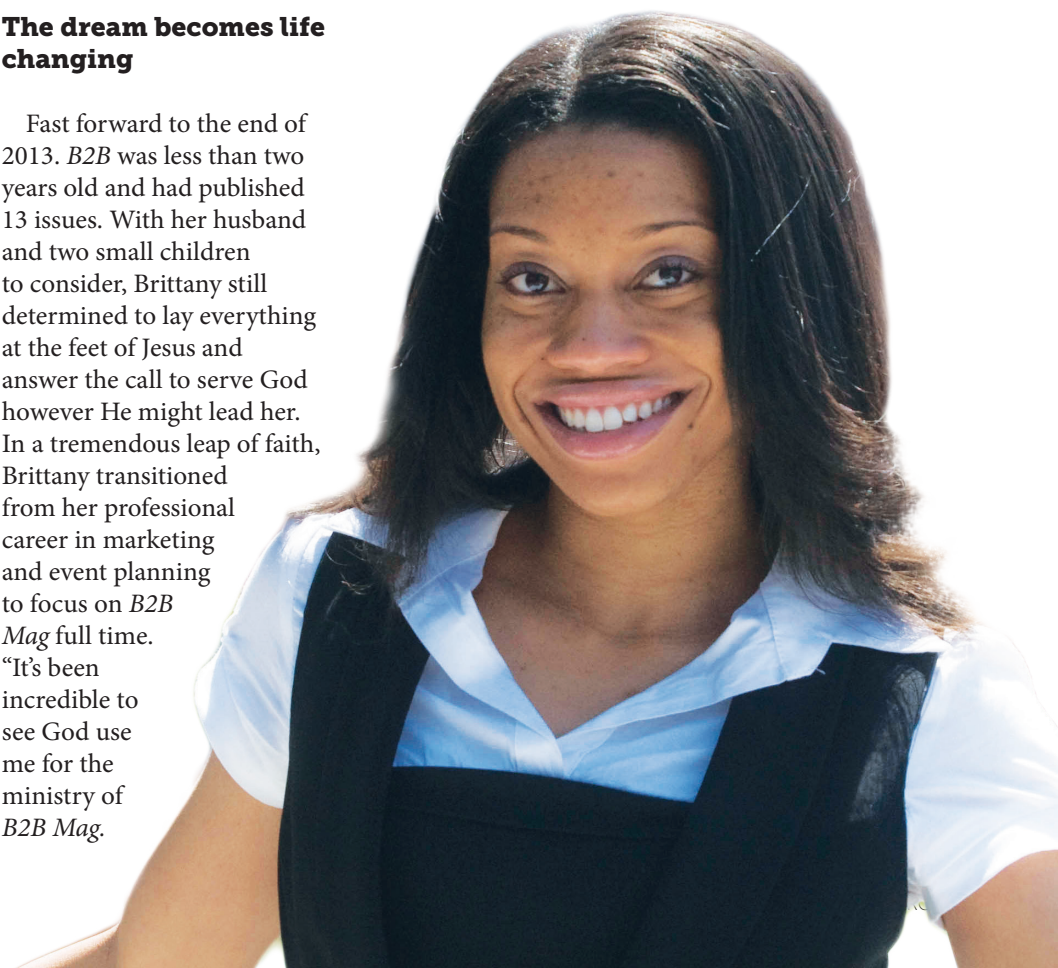 The dream becomes life
changing
Fast forward to the end of
2013. B2B was less than two
years old and had published
13 issues. With her husband
and two small children
to consider, Brittany still
determined to lay everything
at the feet of Jesus and
answer the call to serve God
however He might lead her.
In a tremendous leap of faith,
Brittany transitioned
from her professional
career in marketing
and event planning
to focus on B2B
Mag full time.
“It’s been
incredible to
see God use
me for the
ministry of
B2B Mag.